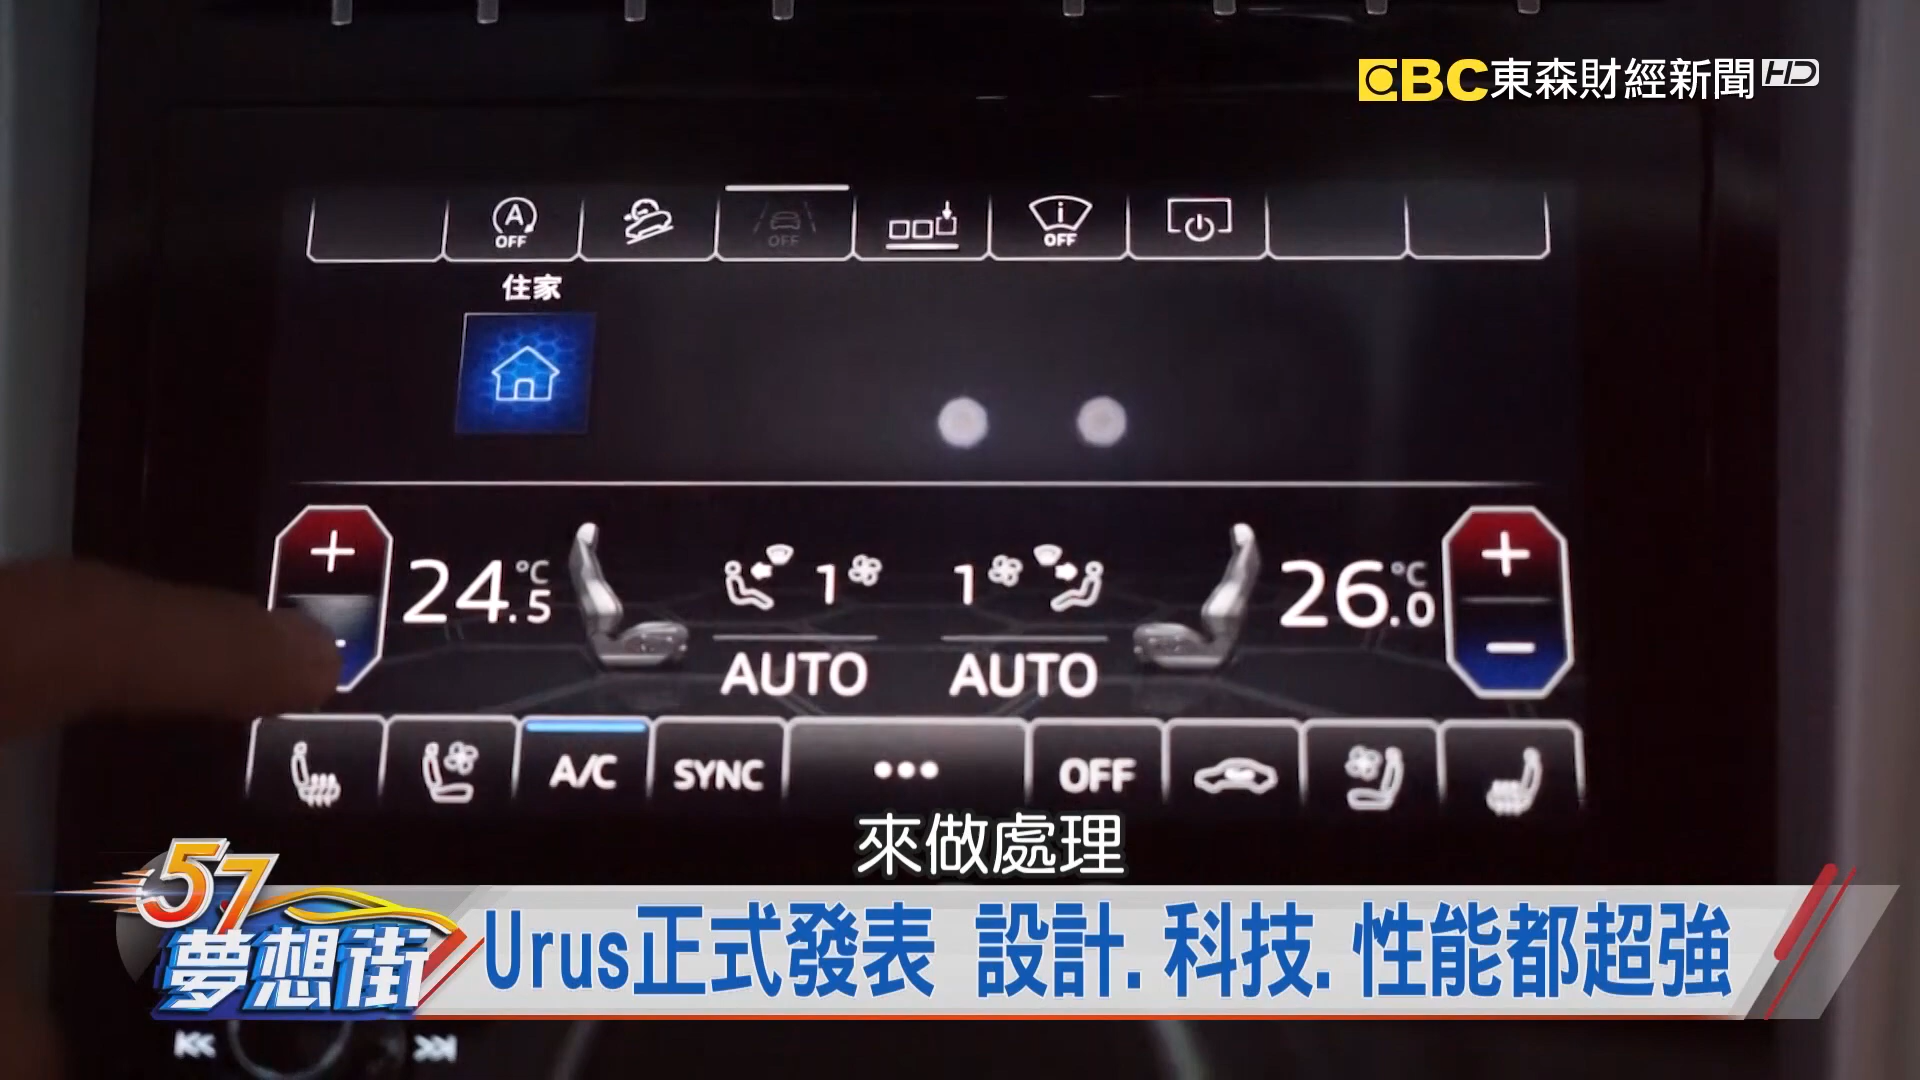 EBC東森財經新聞HD
A OFF
OFF
i OFF
住家
24.5°C
1
1
26.0°C
AUTO
AUTO
A/C
SYNC
OFF
來做處理
57夢想街
Urus正式發表 設計.科技.性能都超強